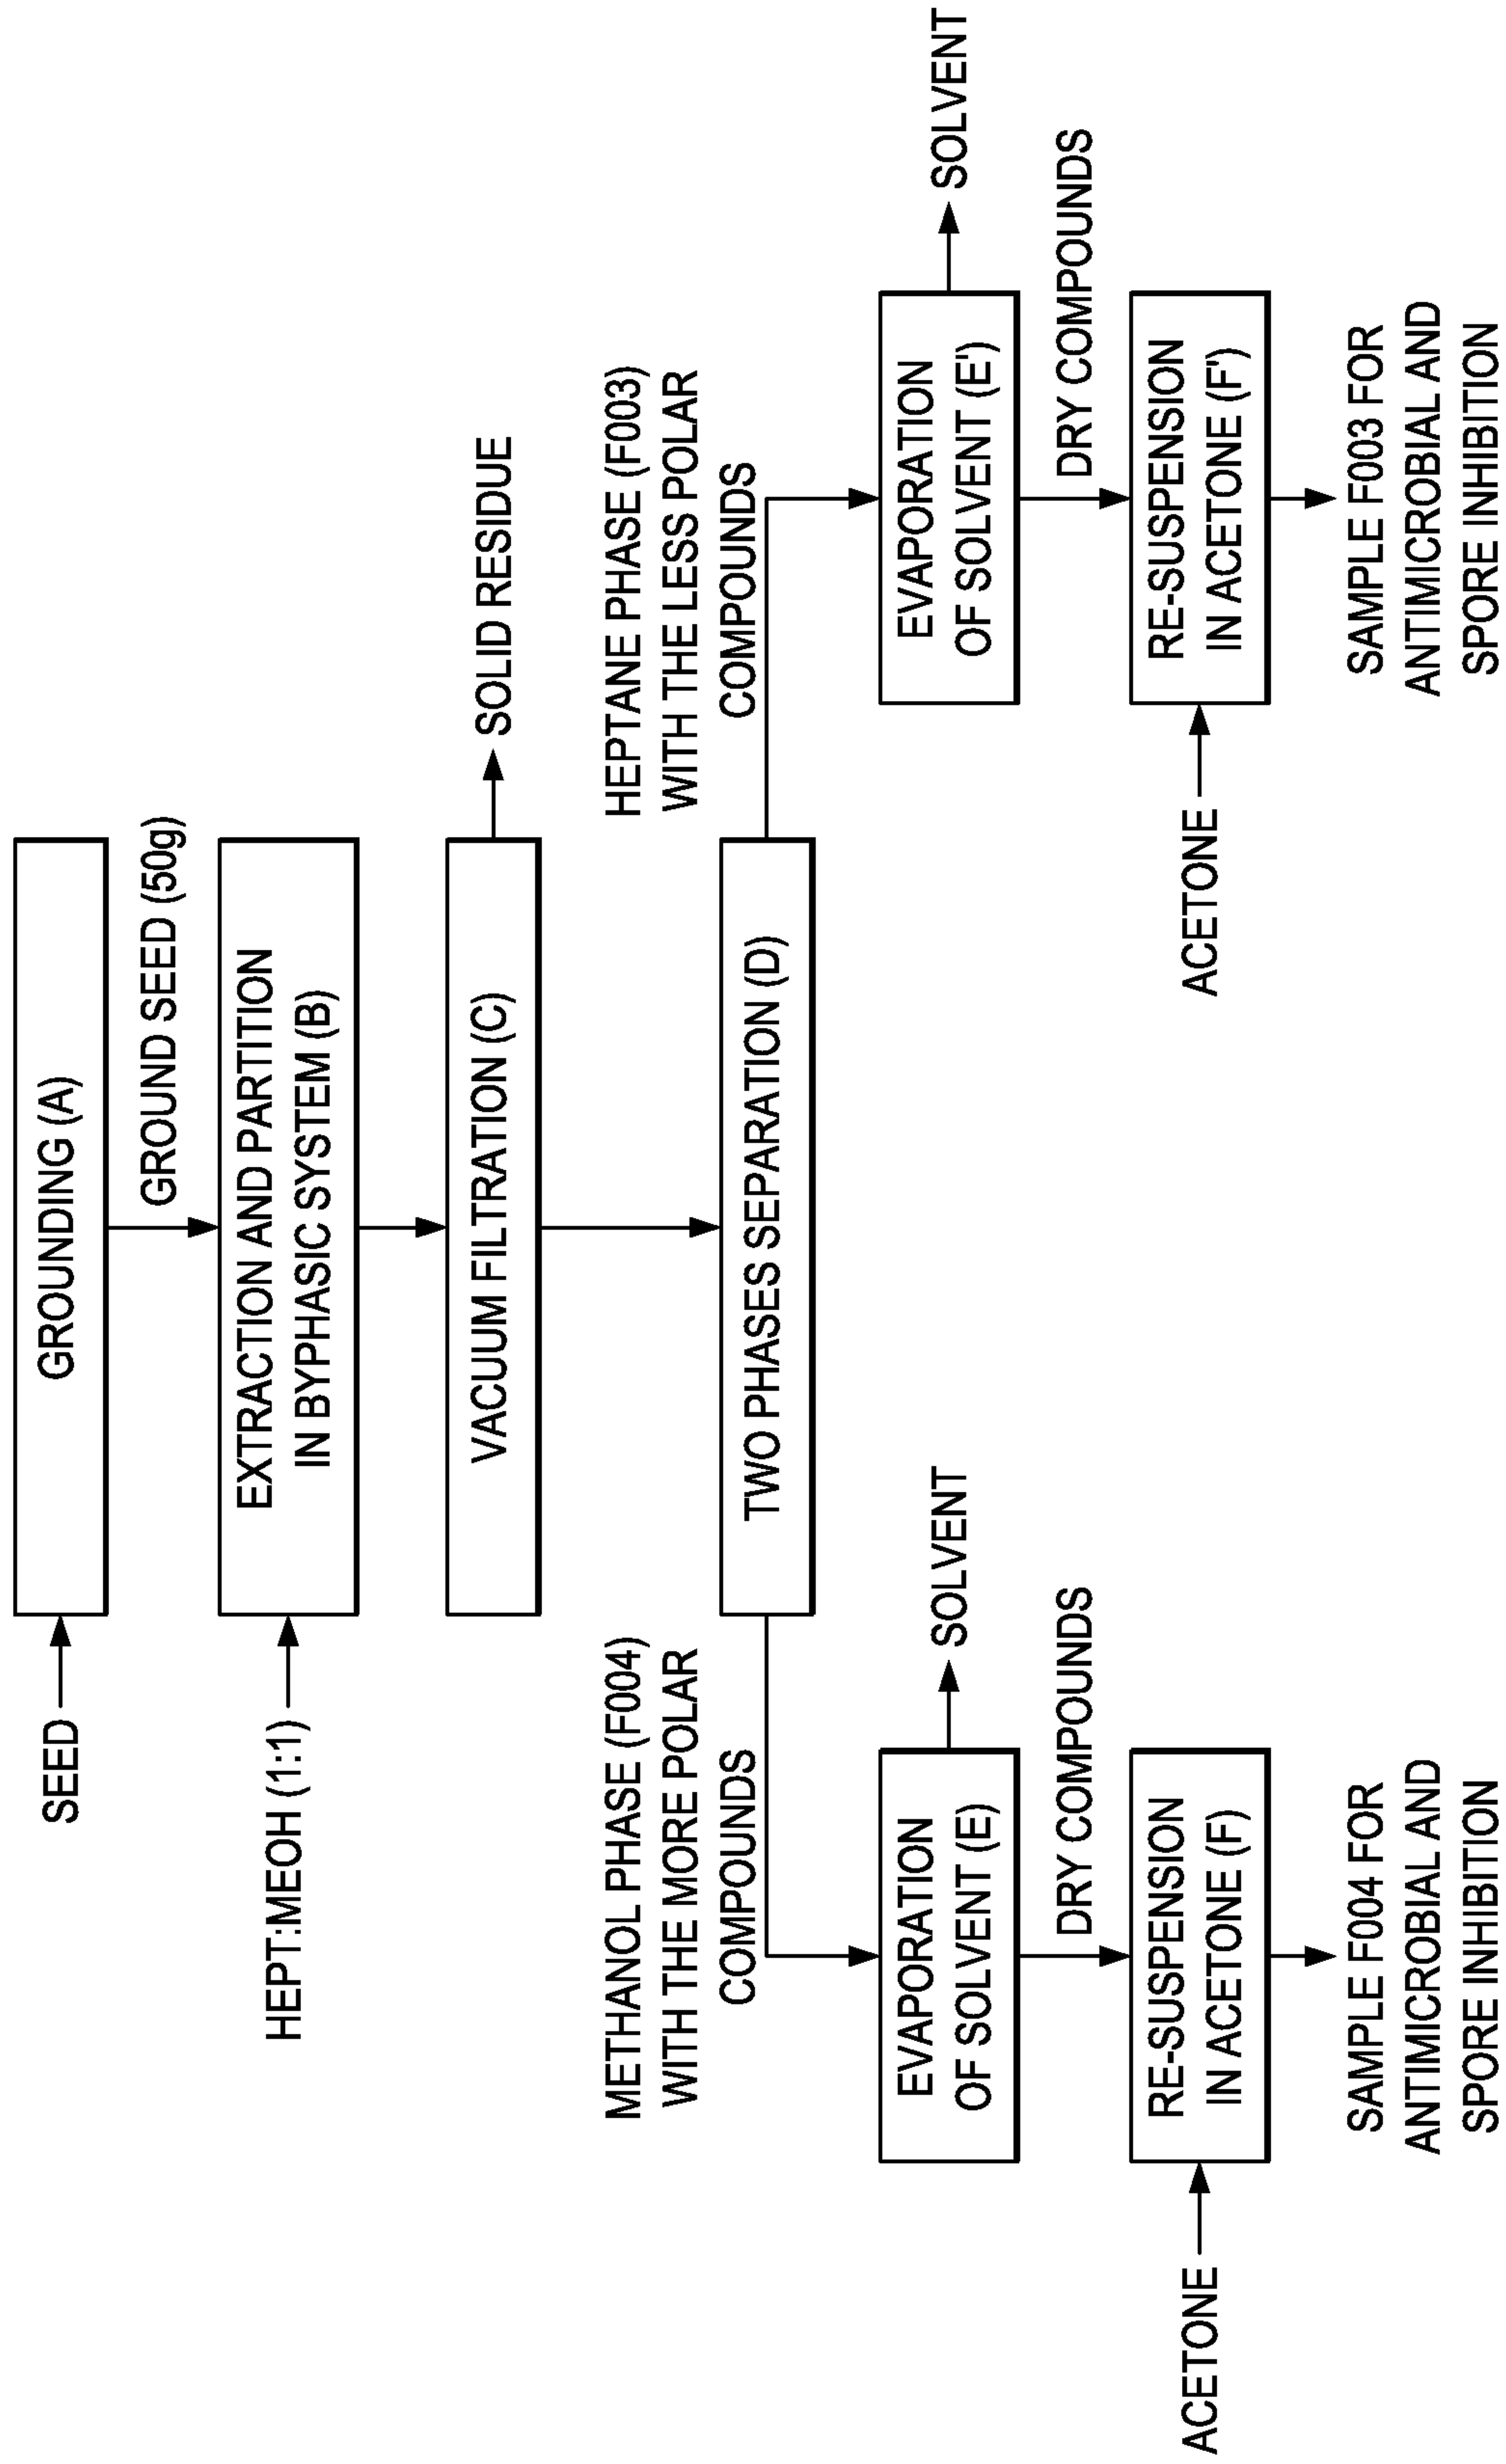 SEED
GROUNDING (A)
GROUND SEED (50g)
HEPT:MEOH (1:1)
EXTRACTION AND PARTITION
IN BYPHASIC SYSTEM (B)
VACUUM FILTRATION (C)
SOLID RESIDUE
TWO PHASES SEPARATION (D)
METHANOL PHASE (F004)
WITH THE MORE POLAR
COMPOUNDS
EVAPORATION
OF SOLVENT (E)
SOLVENT
DRY COMPOUNDS
ACETONE
RE-SUSPENSION
IN ACETONE (F)
SAMPLE F004 FOR
ANTIMICROBIAL AND
SPORE INHIBITION
HEPTANE PHASE (F003)
WITH THE LESS POLAR
COMPOUNDS
EVAPORATION
OF SOLVENT (E')
SOLVENT
DRY COMPOUNDS
ACETONE
RE-SUSPENSION
IN ACETONE (F')
SAMPLE F003 FOR
ANTIMICROBIAL AND
SPORE INHIBITION